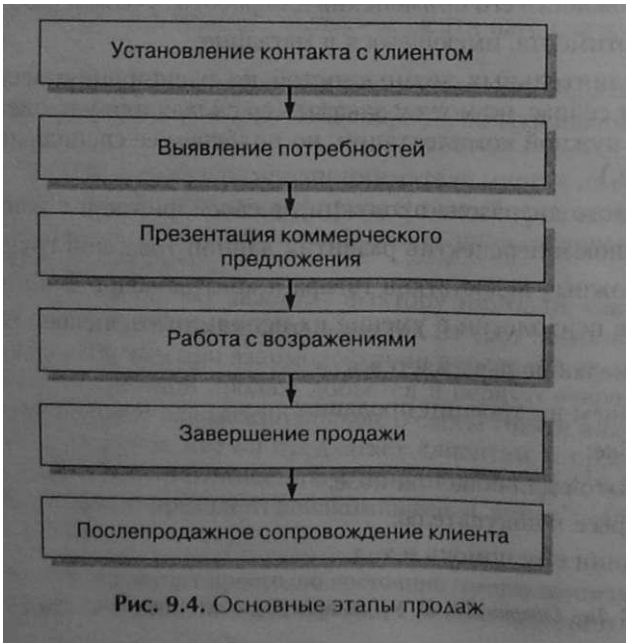 Установление контакта с клиентом
Выявление потребностей
Презентация коммерческого
предложения
Работа с возражениями
Завершение продажи
Послепродажное сопровождение клиента
Рис. 9.4. Основные этапы продаж